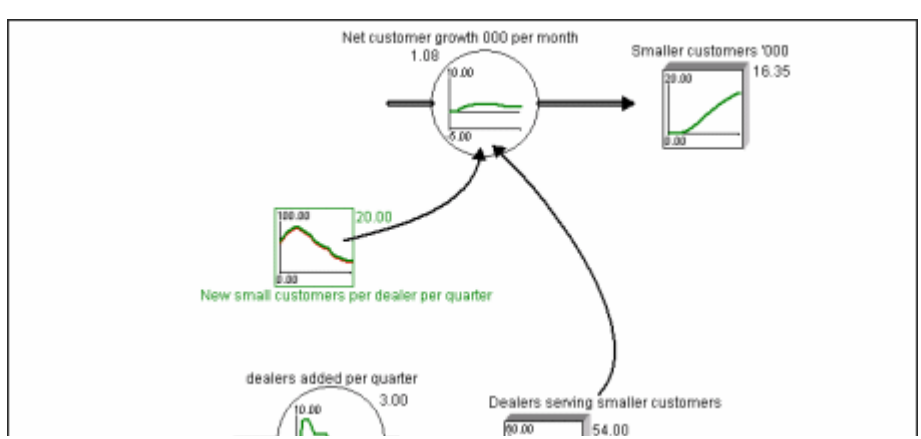 Net customer growth 000 per month
1.08
10.00
-5.00
Smaller customers '000
16.35
20.00
0.00
100.00
20.00
0.00
New small customers per dealer per quarter
dealers added per quarter
3.00
10.00
Dealers serving smaller customers
60.00
54.00